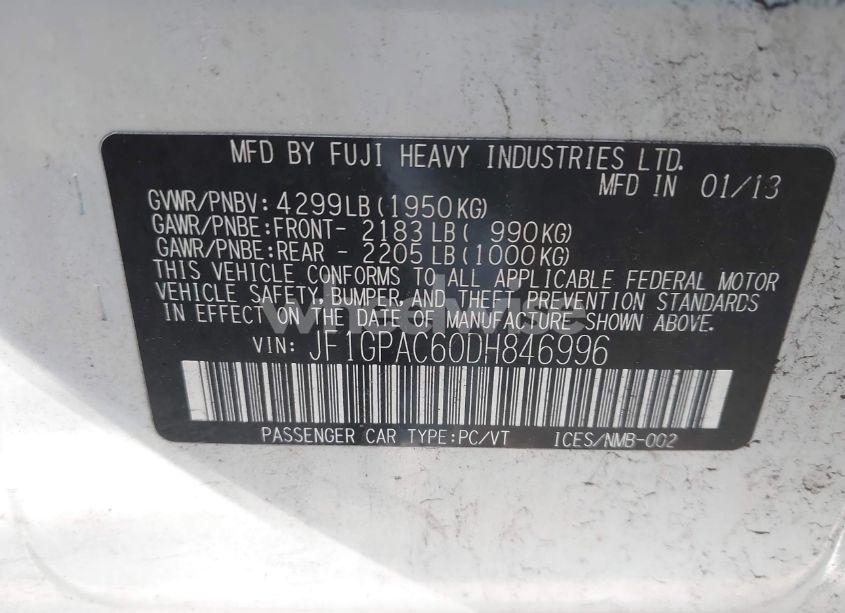 MFD BY FUJI HEAVY INDUSTRIES LTD.
MFD IN 01/13
GVWR/PNBV: 4299LB(1950KG)
GAWR/PNBE:FRONT- 2183LB( 990KG)
GAWR/PNBE:REAR - 2205LB(1000KG)
THIS VEHICLE CONFORMS TO ALL APPLICABLE FEDERAL MOTOR
VEHICLE SAFETY, BUMPER, AND THEFT PREVENTION STANDARDS
IN EFFECT ON THE DATE OF MANUFACTURE SHOWN ABOVE.
VIN: JF1GPAC60DH846996
PASSENGER CAR TYPE:PC/VT ICES/NMB-002